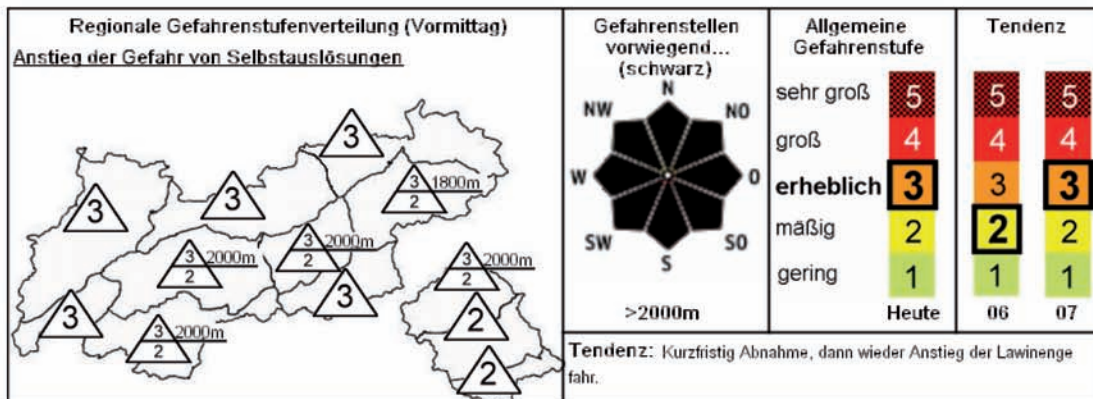 Regionale Gefahrenstufenverteilung (Vormittag)
Anstieg der Gefahr von Selbstauslösungen
3
3
1800m
2
3
3
3
2000m
2
3
2000m
2
3
2000m
2
3
3
2
3
2000m
2
2
Gefahrenstellen
vorwiegend...
(schwarz)
N
NW
NO
W
O
SW
SO
S
>2000m
Allgemeine
Gefahrenstufe
sehr groß 5
groß 4
erheblich 3
mäßig 2
gering 1
Heute
Tendenz
5 5
4 4
3 3
2 2
1 1
06 07
Tendenz: Kurzfristig Abnahme, dann wieder Anstieg der Lawinenge
fahr.